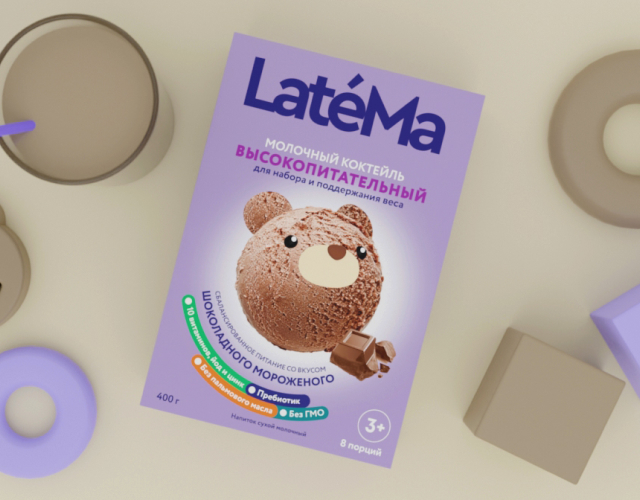 LatéMa
МОЛОЧНЫЙ КОКТЕЙЛЬ
ВЫСОКОПИТАТЕЛЬНЫЙ
для набора и поддержания веса
СБАЛАНСИРОВАННОЕ ПИТАНИЕ СО ВКУСОМ
ШОКОЛАДНОГО МОРОЖЕНОГО
10 витаминов, йод и цинк
Пребиотик
Без пальмового масла
Без ГМО
400 г
Напиток сухой молочный
3+
8 порций